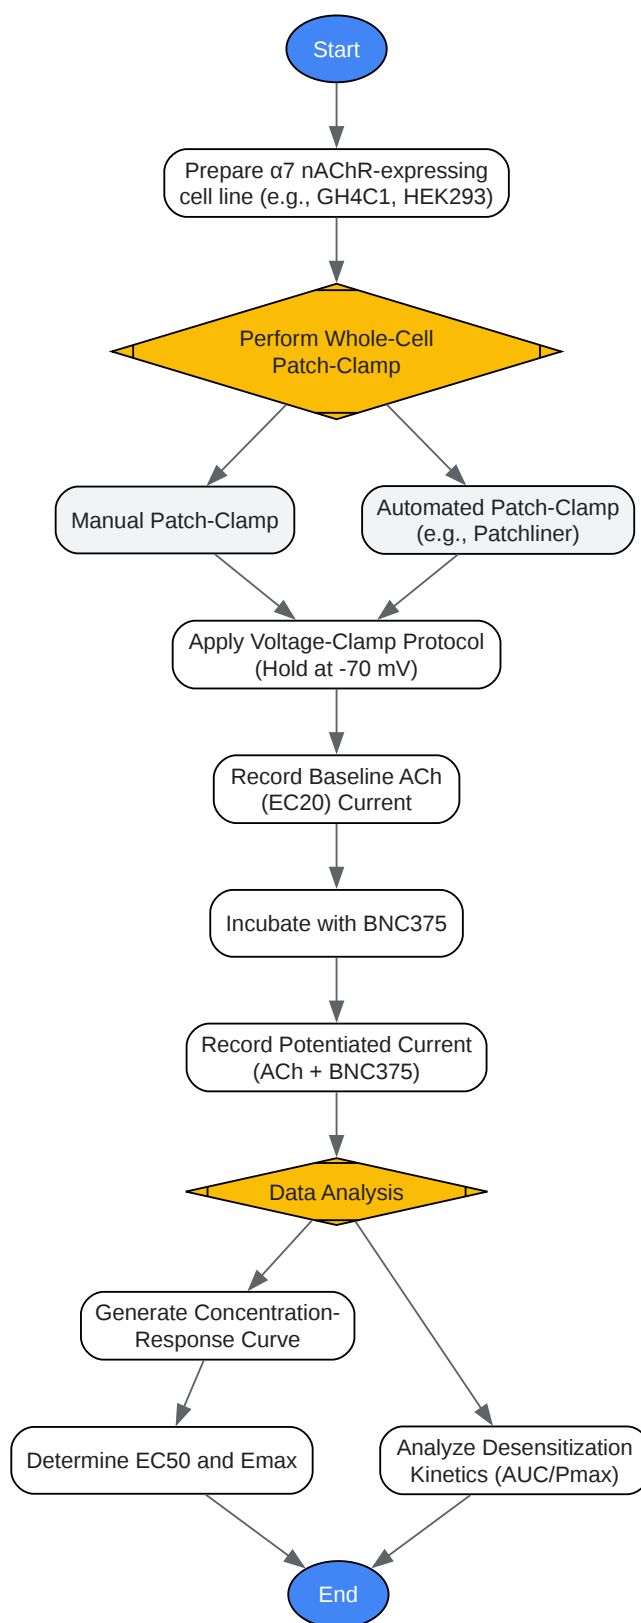 Start
Prepare α7 nAChR-expressing
cell line (e.g., GH4C1, HEK293)
Perform Whole-Cell
Patch-Clamp
Manual Patch-Clamp
Automated Patch-Clamp
(e.g., Patchliner)
Apply Voltage-Clamp Protocol
(Hold at -70 mV)
Record Baseline ACh
(EC20) Current
Incubate with BNC375
Record Potentiated Current
(ACh + BNC375)
Data Analysis
Generate Concentration-
Response Curve
Determine EC50 and Emax
Analyze Desensitization
Kinetics (AUC/Pmax)
End